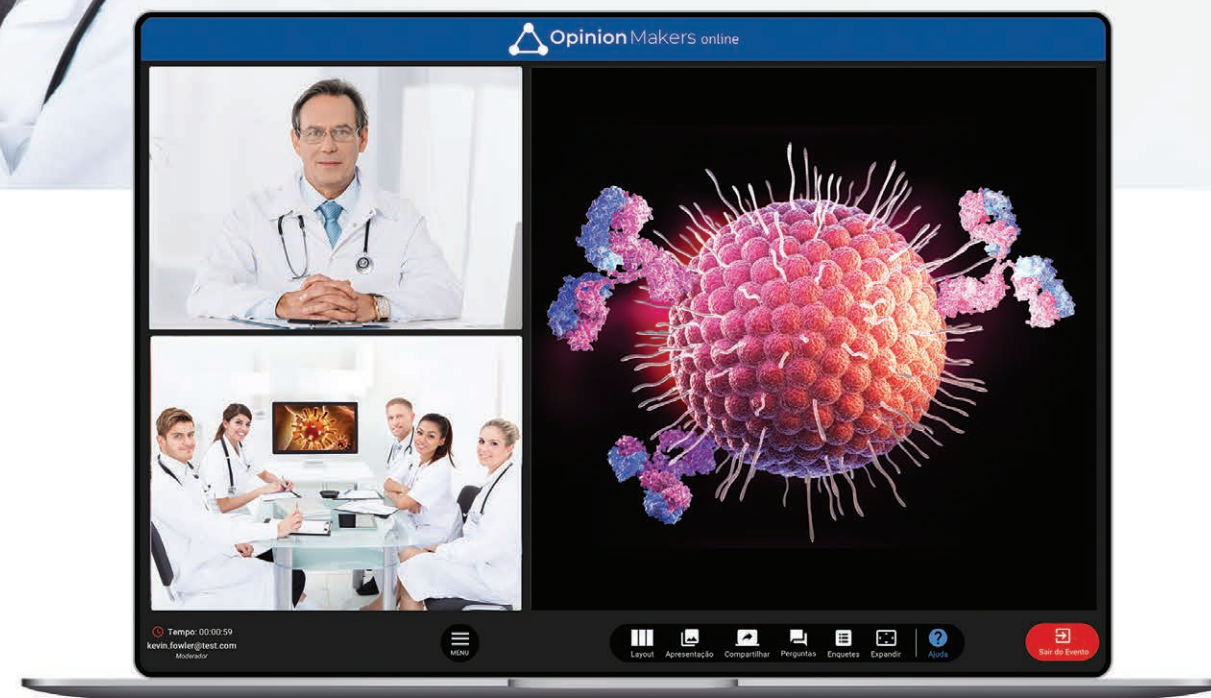 Opinion Makers online
Tempo: 00:00:59
kevin.fowler@test.com
Moderador
MENU
Layout
Apresentação
Compartilhar
Perguntas
Enquetes
Expandir
Ajuda
Sair do Evento